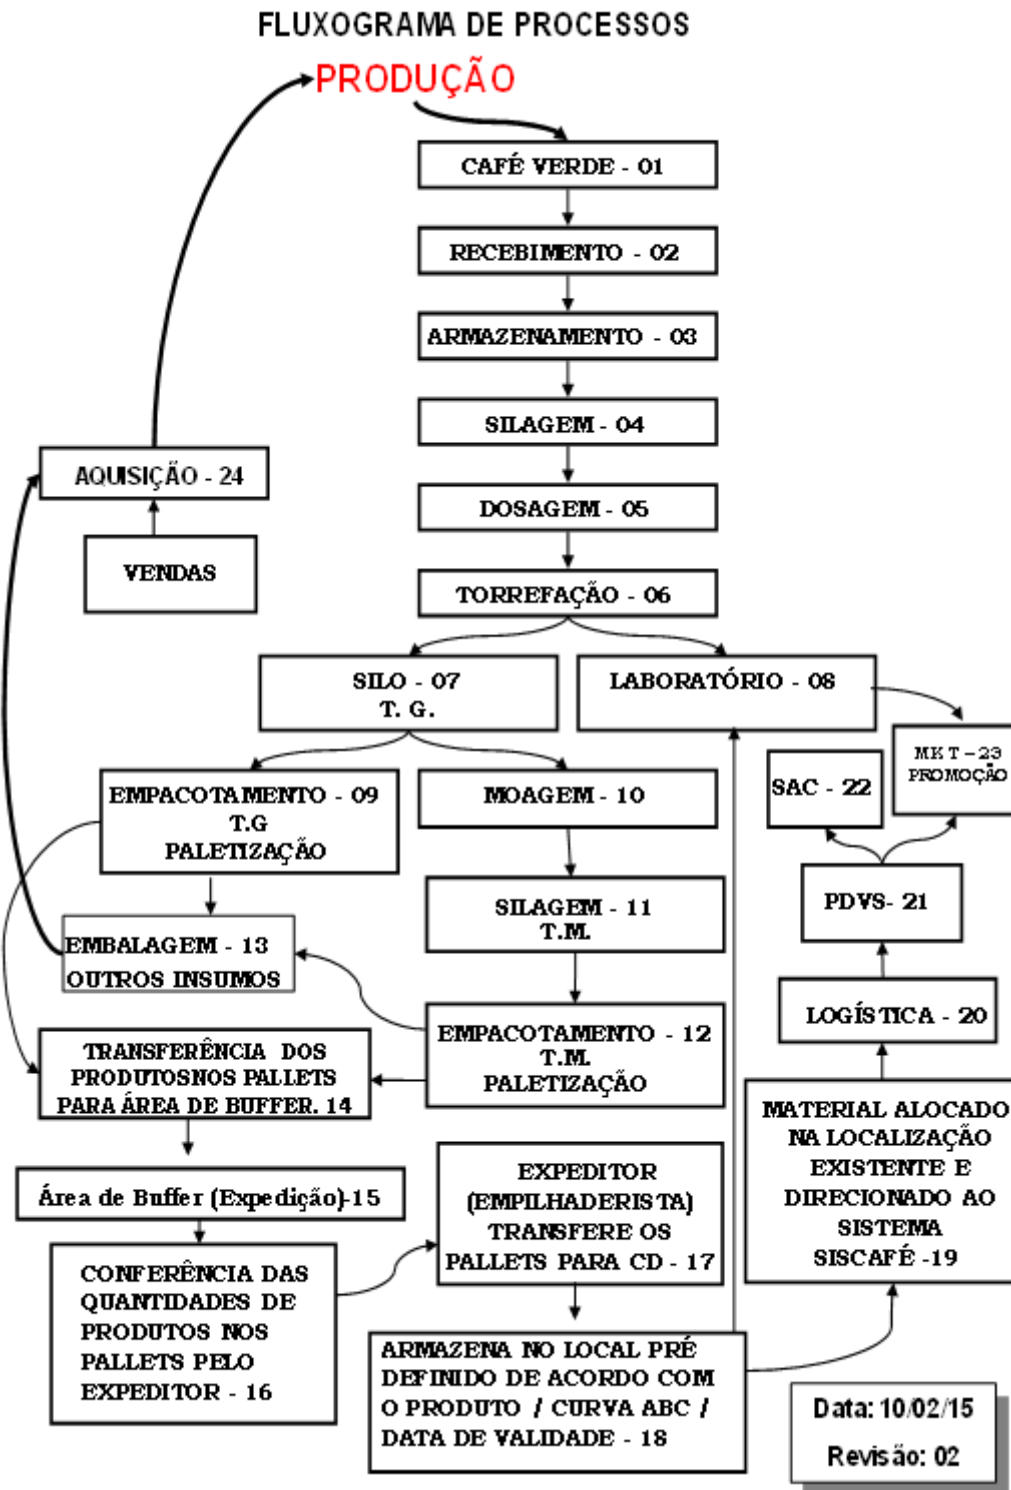 FLUXOGRAMA DE PROCESSOS
PRODUÇÃO
CAFÉ VERDE - 01
RECEBIMENTO - 02
ARMAZENAMENTO - 03
SILAGEM - 04
AQUISIÇÃO - 24
DOSAGEM - 05
VENDAS
TORREFAÇÃO - 06
SILO - 07
T. G.
LABORATÓRIO - 08
MKT-23
PROMOÇÃO
SAC - 22
EMPACOTAMENTO - 09
T.G
PALETIZAÇÃO
MOAGEM - 10
PDVS- 21
SILAGEM - 11
T.M.
EMBALAGEM - 13
OUTROS INSUMOS
LOGÍSTICA - 20
EMPACOTAMENTO - 12
T.M.
PALETIZAÇÃO
TRANSFERÊNCIA DOS
PRODUTOSNOS PALLETS
PARA ÁREA DE BUFFER. 14
MATERIAL ALOCADO
NA LOCALIZAÇÃO
EXISTENTE E
DIRECIONADO AO
SISTEMA
SISCAFÉ -19
Área de Buffer (Expedição)-15
EXPEDITOR
(EMPILHADERISTA)
TRANSFERE OS
PALLETS PARA CD - 17
CONFERÊNCIA DAS
QUANTIDADES DE
PRODUTOS NOS
PALLETS PELO
EXPEDITOR - 16
ARMAZENA NO LOCAL PRÉ
DEFINIDO DE ACORDO COM
O PRODUTO / CURVA ABC /
DATA DE VALIDADE - 18
Data: 10/02/15
Revisão: 02